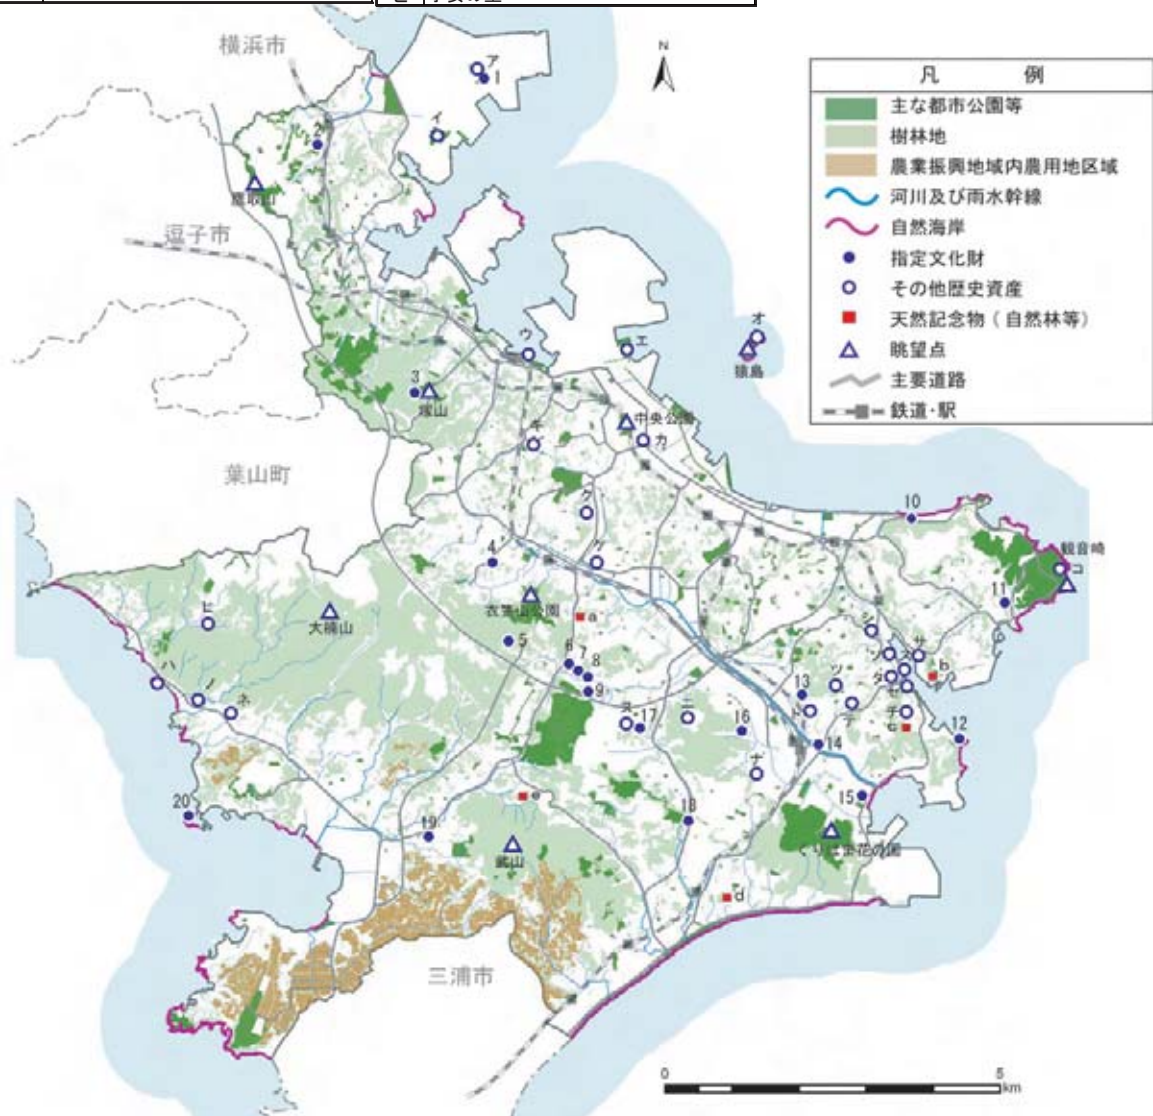 横浜市
ア
1
イ
2
鷹取山
逗子市
N
凡 例
主な都市公園等
樹林地
農業振興地域内農用地区域
河川及び雨水幹線
自然海岸
指定文化財
その他歴史資産
天然記念物（自然林等）
眺望点
主要道路
鉄道・駅
オ
猿島
ウ
エ
3
塚山
中央公園
カ
キ
葉山町
ク
10
4
ケ
観音崎
コ
11
衣笠山公園
a
大楠山
ヒ
5
6
7
8
9
シ
サ
ソ
b
タ
セ
ツ
13
ト
テ
チ
c
12
ハ
ノ
ネ
ヌ
17
ニ
16
14
ナ
15
20
19
e
武山
18
くりはま花の国
d
三浦市
0
5
km